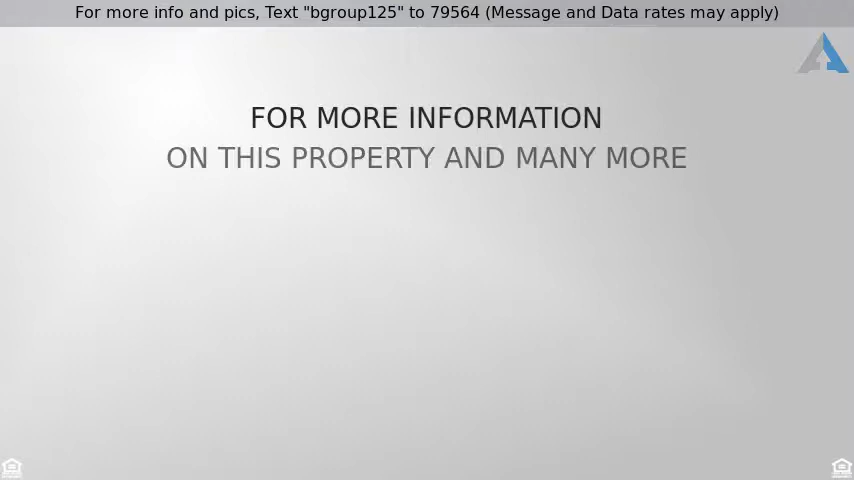 For more info and pics, Text "bgroup125" to 79564 (Message and Data rates may apply)
FOR MORE INFORMATION
ON THIS PROPERTY AND MANY MORE